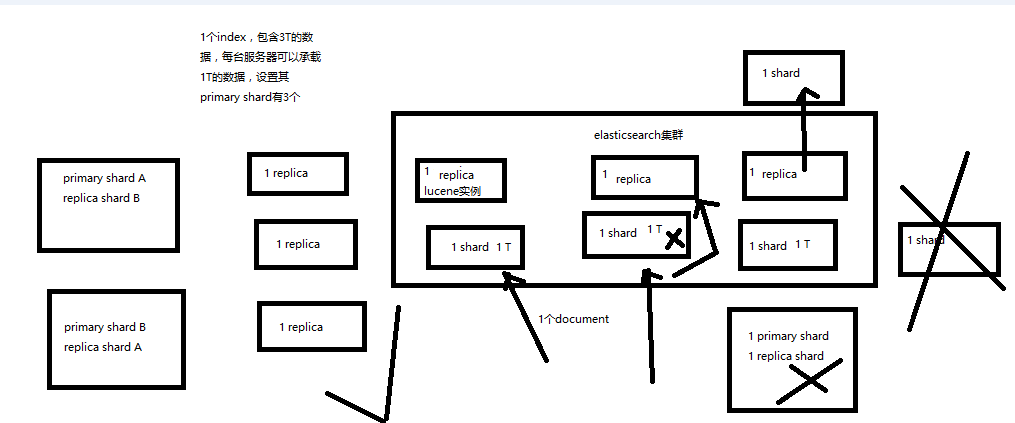 1个index，包含3T的数
据，每台服务器可以承载
1T的数据，设置其
primary shard有3个
1 shard
elasticsearch集群
primary shard A
replica shard B
1 replica
1 replica
lucene实例
1 replica
1 replica
1 replica
1 shard 1 T
1 shard 1 T
1 shard 1 T
1 shard
primary shard B
replica shard A
1 replica
1个document
1 primary shard
1 replica shard